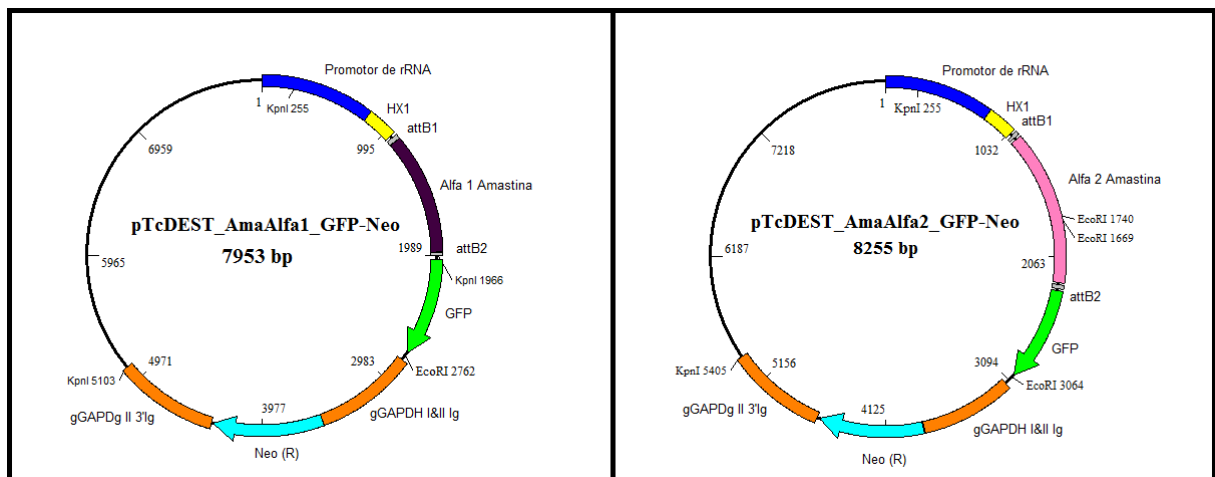 Promotor de rRNA
1
KpnI 255
HX1
attB1
995
6959
Alfa 1 Amastina
pTcDEST_AmaAlfa1_GFP-Neo
7953 bp
5965
1989
attB2
KpnI 1966
GFP
EcoRI 2762
2983
4971
KpnI 5103
gGAPDH I&II Ig
gGAPDg II 3'Ig
3977
Neo (R)
Promotor de rRNA
1
KpnI 255
HX1
attB1
1032
7218
Alfa 2 Amastina
EcoRI 1740
EcoRI 1669
pTcDEST_AmaAlfa2_GFP-Neo
8255 bp
6187
2063
attB2
GFP
3094
EcoRI 3064
KpnI 5405
5156
gGAPDg II 3'Ig
4125
gGAPDH I&II Ig
Neo (R)